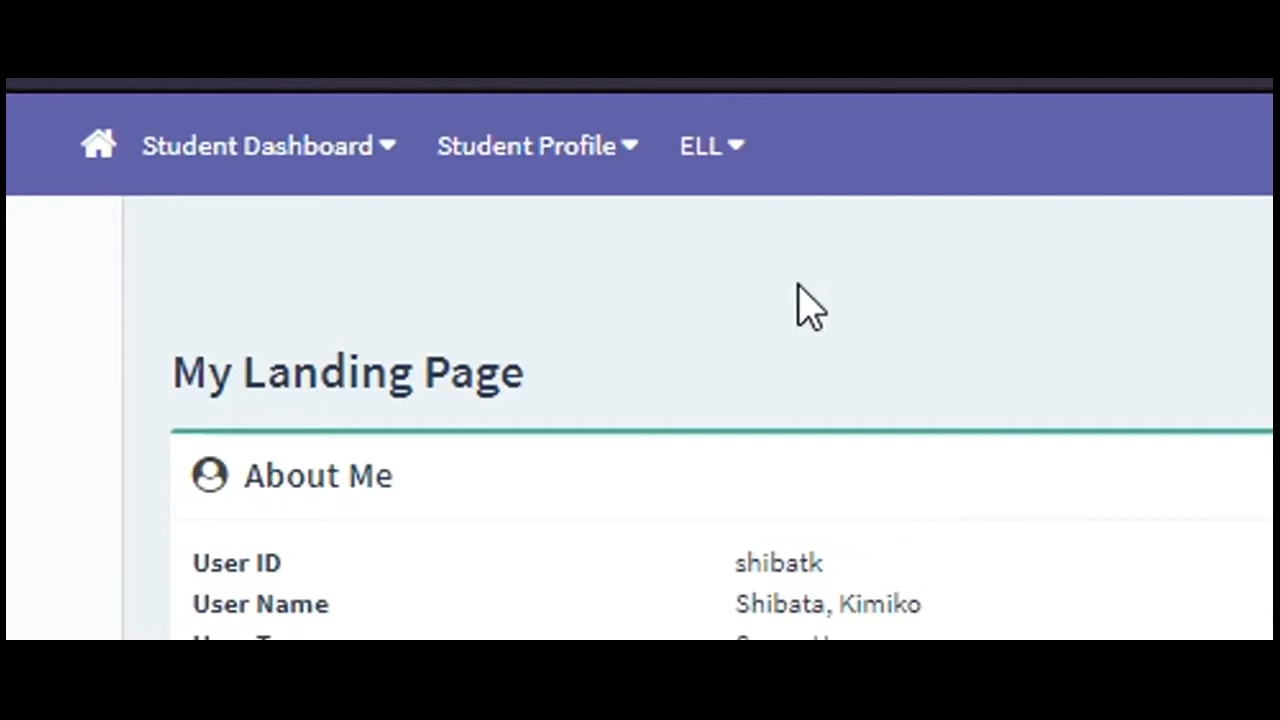 Student Dashboard Student Profile ELL
My Landing Page
About Me
User ID shibatk
User Name Shibata, Kimiko